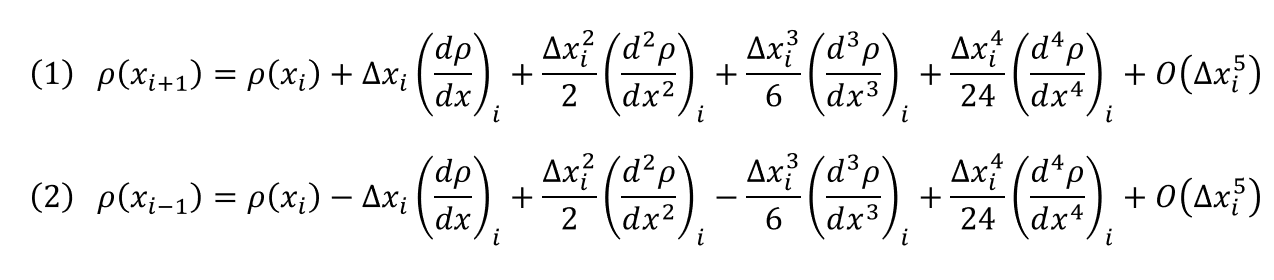 (1) ρ(x_{i+1}) = ρ(x_i) + Δx_i (dρ/dx)_i + Δx_i^2/2 (d^2ρ/dx^2)_i + Δx_i^3/6 (d^3ρ/dx^3)_i + Δx_i^4/24 (d^4ρ/dx^4)_i + O(Δx_i^5)
(2) ρ(x_{i−1}) = ρ(x_i) − Δx_i (dρ/dx)_i + Δx_i^2/2 (d^2ρ/dx^2)_i − Δx_i^3/6 (d^3ρ/dx^3)_i + Δx_i^4/24 (d^4ρ/dx^4)_i + O(Δx_i^5)